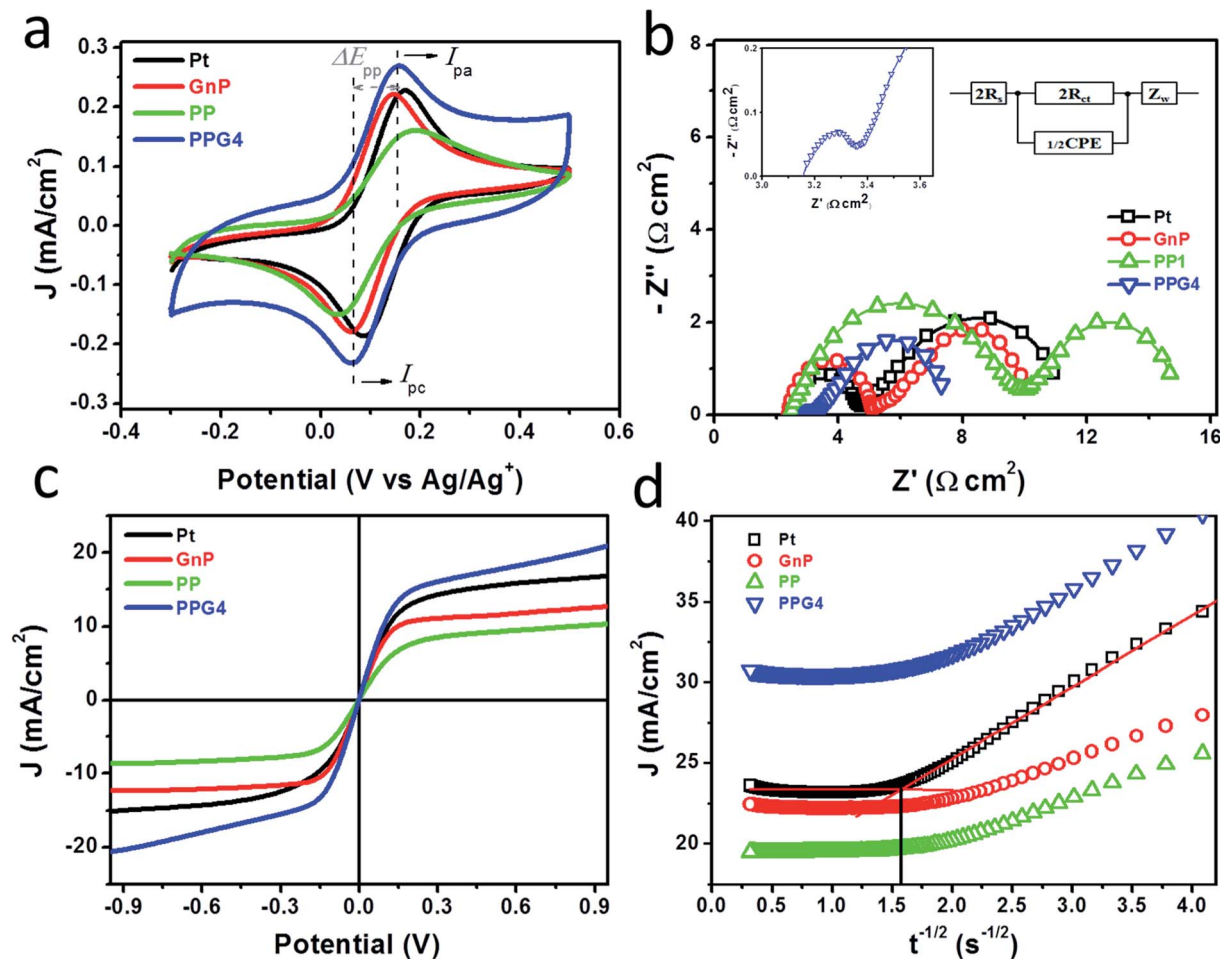 a
0.3
0.2
0.1
0.0
-0.1
-0.2
-0.3
J (mA/cm²)
Pt
GnP
PP
PPG4
ΔEpp
Ipa
Ipc
-0.4 -0.2 0.0 0.2 0.4 0.6
Potential (V vs Ag/Ag⁺)
b
8
6
4
2
0
- Z'' (Ω cm²)
0.2
0.1
0.0
- Z'' (Ω cm²)
3.0 3.2 3.4 3.6
Z' (Ω cm²)
2Rs 2Rct Zw
1/2CPE
Pt
GnP
PP1
PPG4
0 4 8 12 16
Z' (Ω cm²)
c
20
10
0
-10
-20
J (mA/cm²)
Pt
GnP
PP
PPG4
-0.9 -0.6 -0.3 0.0 0.3 0.6 0.9
Potential (V)
d
40
35
30
25
20
J (mA/cm²)
Pt
GnP
PP
PPG4
0.0 0.5 1.0 1.5 2.0 2.5 3.0 3.5 4.0
t⁻¹/² (s⁻¹/²)